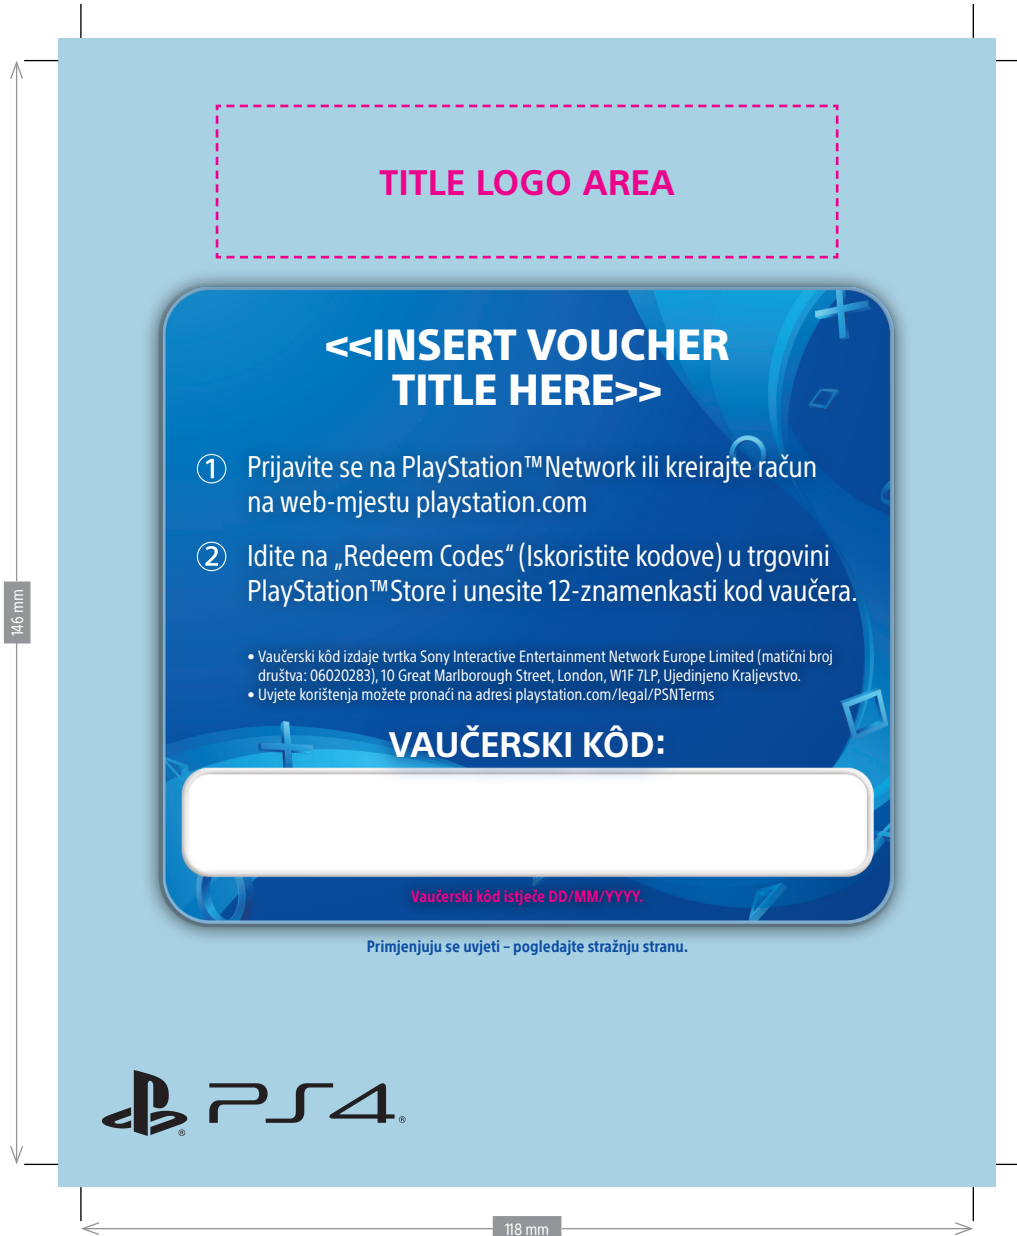 TITLE LOGO AREA
<<INSERT VOUCHER
TITLE HERE>>
1 Prijavite se na PlayStation™Network ili kreirajte račun
na web-mjestu playstation.com
2 Idite na „Redeem Codes“ (Iskoristite kodove) u trgovini
PlayStation™Store i unesite 12-znamenkasti kod vaučera.
• Vaučerski kôd izdaje tvrtka Sony Interactive Entertainment Network Europe Limited (matični broj
društva: 06020283), 10 Great Marlborough Street, London, W1F 7LP, Ujedinjeno Kraljevstvo.
• Uvjete korištenja možete pronaći na adresi playstation.com/legal/PSNTerms
146 mm
VAUČERSKI KÔD:
Vaučerski kôd istječe DD/MM/YYYY.
Primjenjuju se uvjeti – pogledajte stražnju stranu.
® PS4®
118 mm